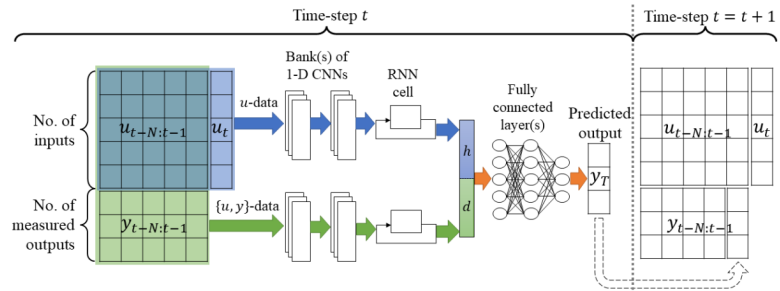 Time-step t
Time-step t = t + 1
Bank(s) of
1-D CNNs
RNN
cell
Fully
connected
layer(s)
Predicted
output
No. of
inputs
u_{t−N:t−1}
u_t
u-data
h
d
y_T
u_{t−N:t−1}
u_t
No. of
measured
outputs
y_{t−N:t−1}
{u, y}-data
y_{t−N:t−1}